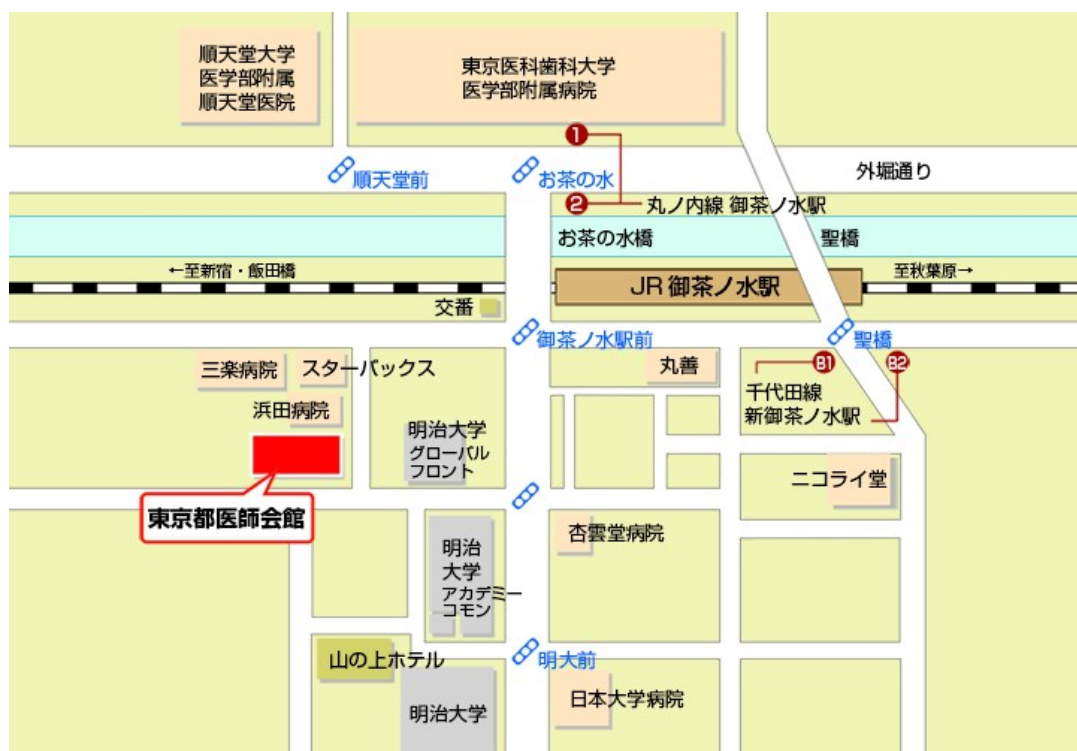 順天堂大学
医学部附属
順天堂医院
東京医科歯科大学
医学部附属病院
1
順天堂前
お茶の水
外堀通り
2
丸ノ内線 御茶ノ水駅
お茶の水橋
聖橋
←至新宿・飯田橋
JR 御茶ノ水駅
至秋葉原→
交番
御茶ノ水駅前
聖橋
三楽病院
スターバックス
丸善
B1
B2
千代田線
新御茶ノ水駅
浜田病院
明治大学
グローバル
フロント
ニコライ堂
東京都医師会館
杏雲堂病院
明治
大学
アカデミー
コモン
山の上ホテル
明大前
明治大学
日本大学病院